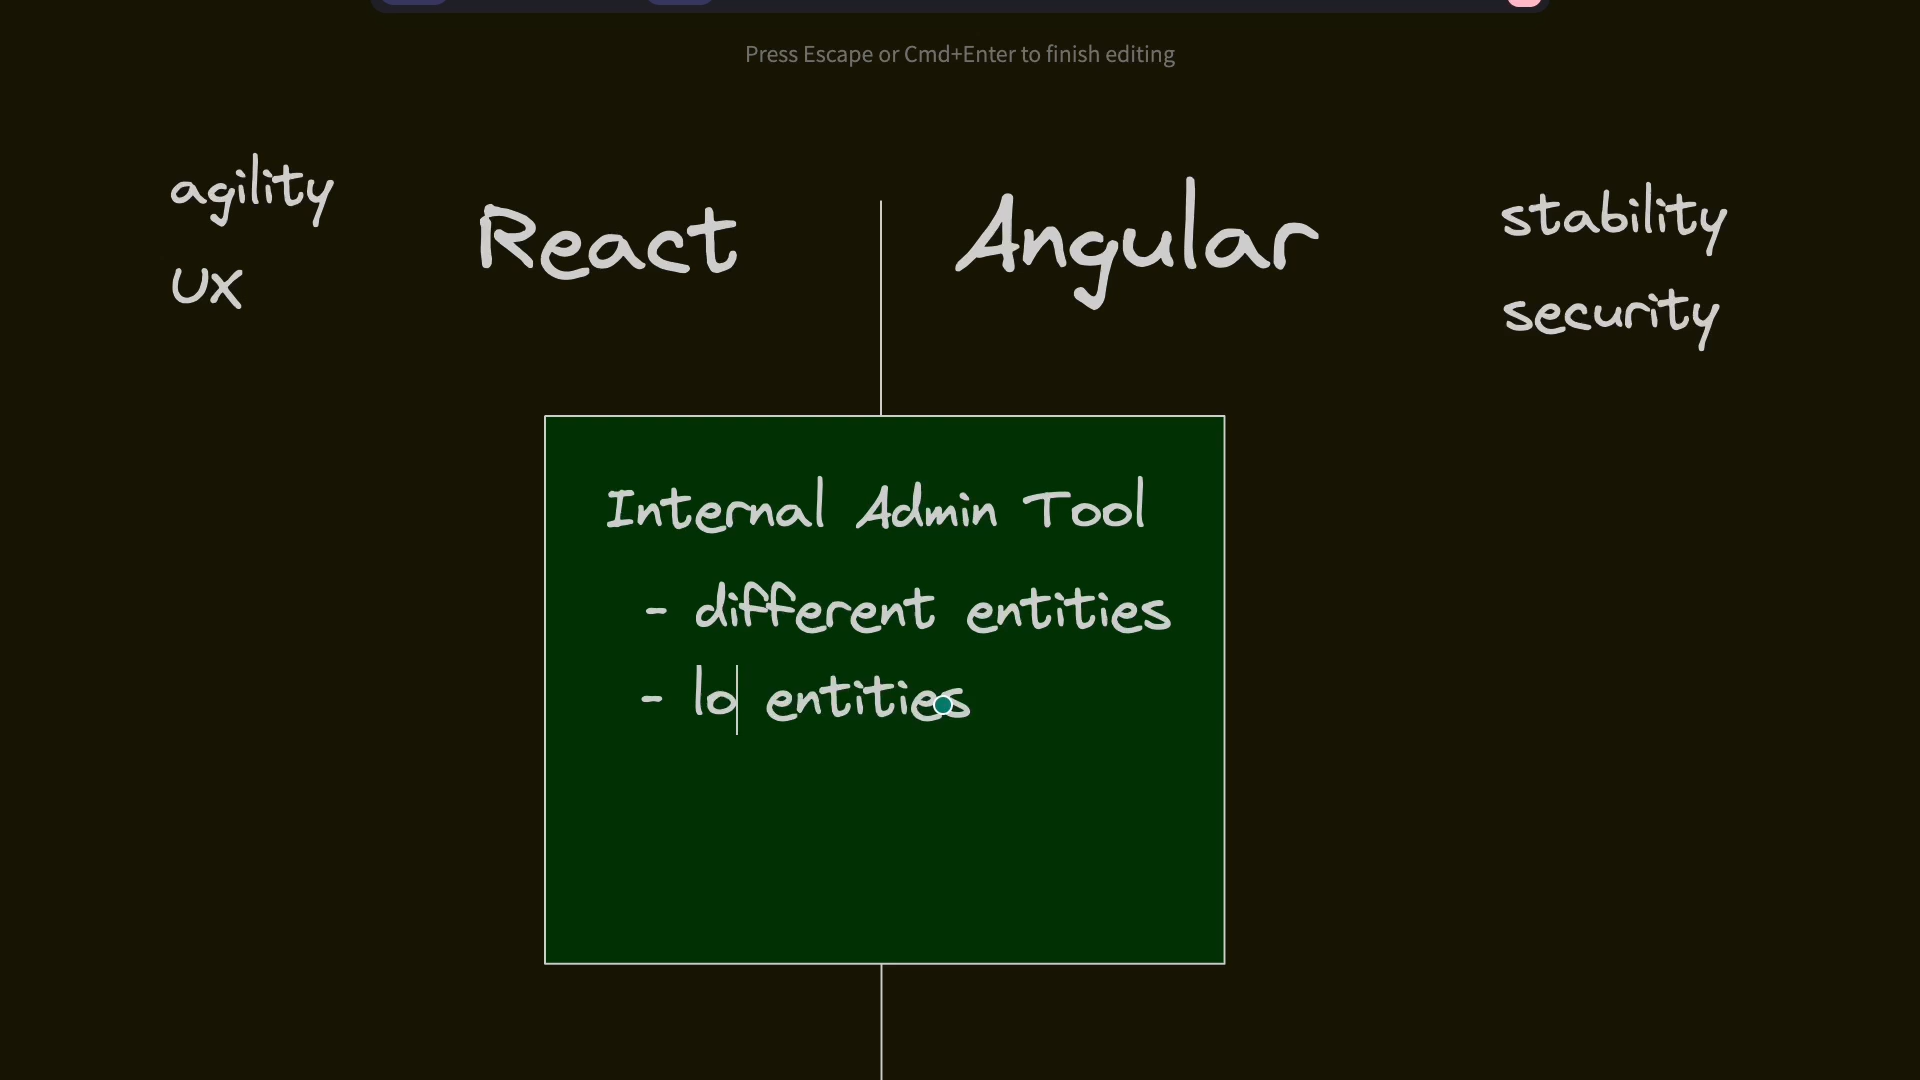 Press Escape or Cmd+Enter to finish editing
agility
UX
React
Angular
stability
security
Internal Admin Tool
- different entities
- lo entities